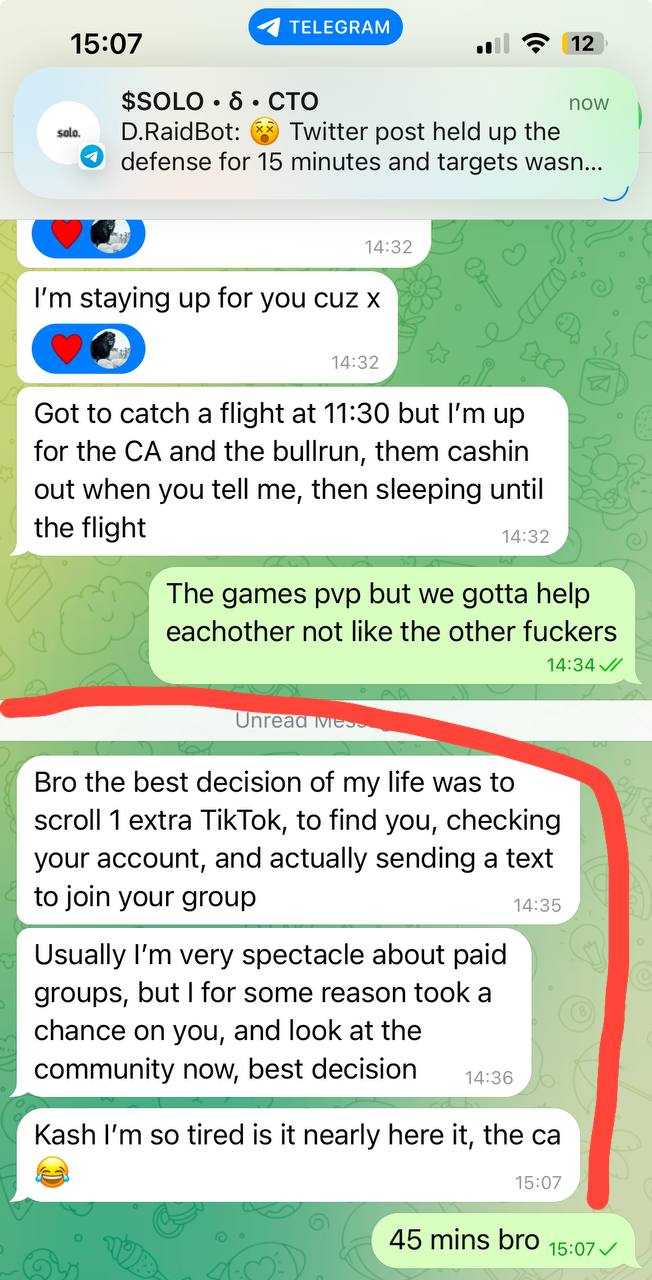 15:07
TELEGRAM
12
$SOLO • δ • CTO
now
solo.
D.RaidBot: 😵 Twitter post held up the
defense for 15 minutes and targets wasn...
14:32
I'm staying up for you cuz x
14:32
Got to catch a flight at 11:30 but I'm up
for the CA and the bullrun, them cashin
out when you tell me, then sleeping until
the flight
14:32
The games pvp but we gotta help
eachother not like the other fuckers
14:34
Unread
Bro the best decision of my life was to
scroll 1 extra TikTok, to find you, checking
your account, and actually sending a text
to join your group
14:35
Usually I'm very spectacle about paid
groups, but I for some reason took a
chance on you, and look at the
community now, best decision
14:36
Kash I'm so tired is it nearly here it, the ca
😂
15:07
45 mins bro 15:07